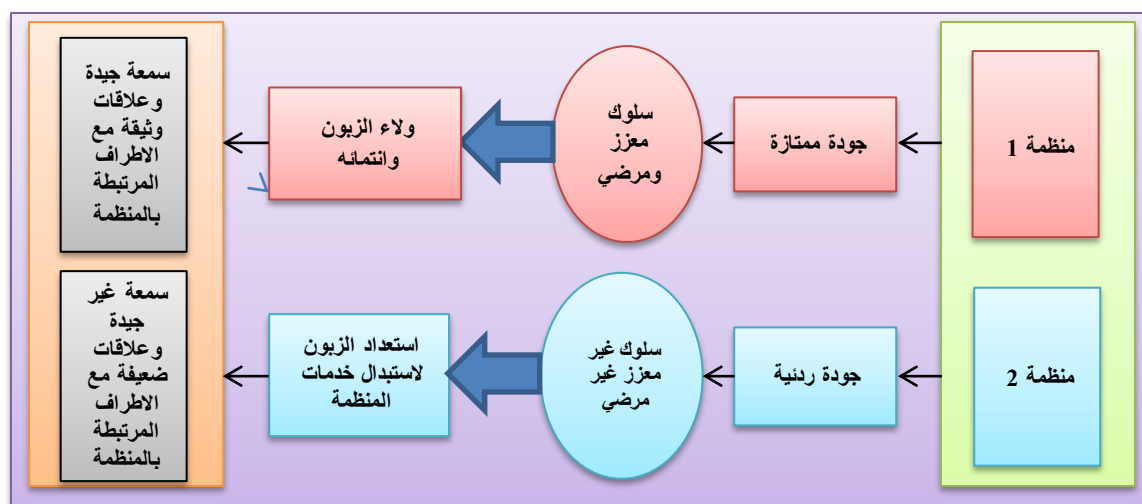 منظمة 1
جودة ممتازة
سلوك
معزز
ومرضي
ولاء الزبون
وانتمائه
سمعة جيدة
وعلاقات
وثيقة مع
الاطراف
المرتبطة
بالمنظمة
منظمة 2
جودة ردئية
سلوك غير
معزز غير
مرضي
استعداد الزبون
لاستبدال خدمات
المنظمة
سمعة غير
جيدة
وعلاقات
ضعيفة مع
الاطراف
المرتبطة
بالمنظمة